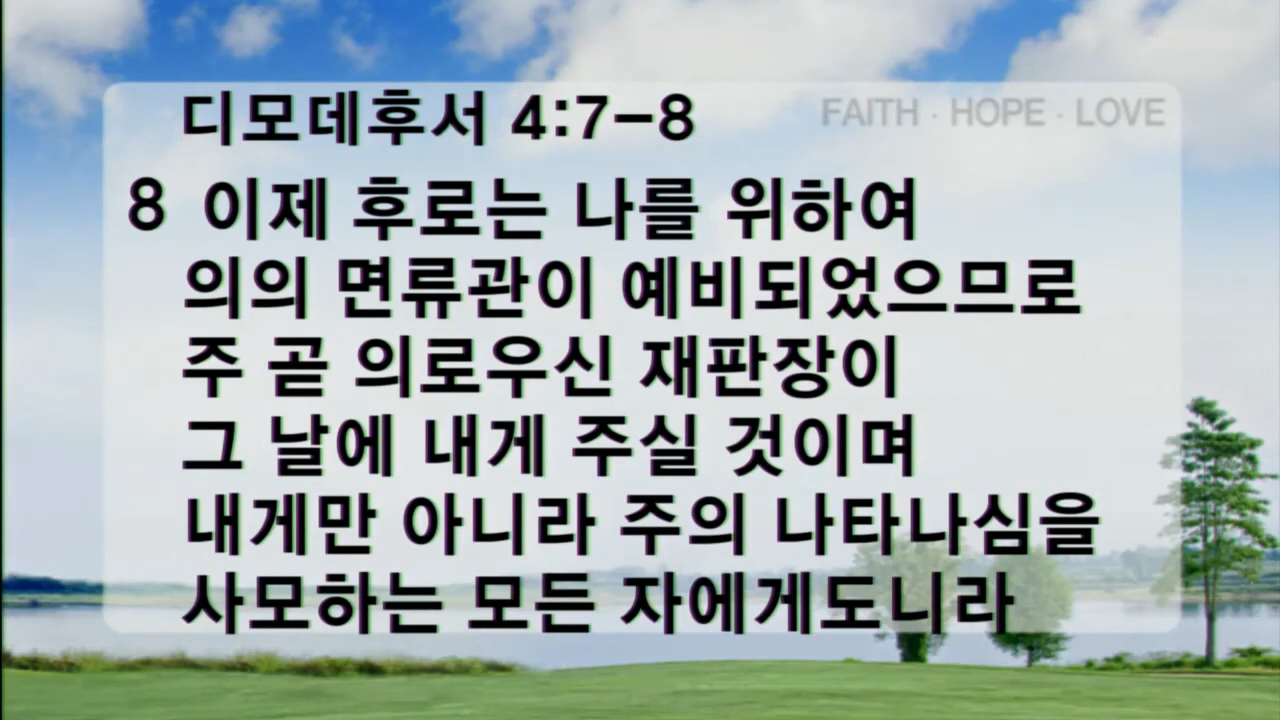 디모데후서 4:7-8
FAITH · HOPE · LOVE
8 이제 후로는 나를 위하여
의의 면류관이 예비되었으므로
주 곧 의로우신 재판장이
그 날에 내게 주실 것이며
내게만 아니라 주의 나타나심을
사모하는 모든 자에게도니라